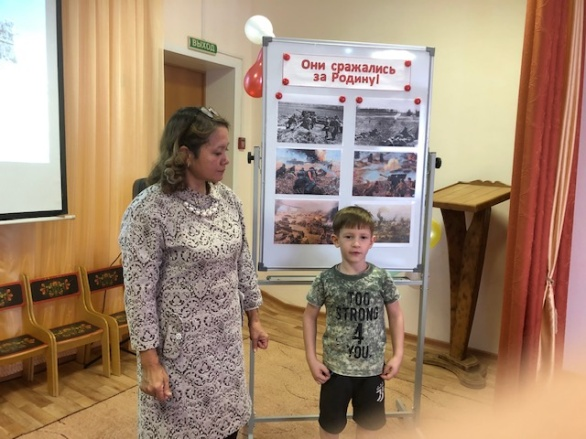 ВЫХОД
Они сражались
за Родину!
TOO
STRONG
4
YOU.